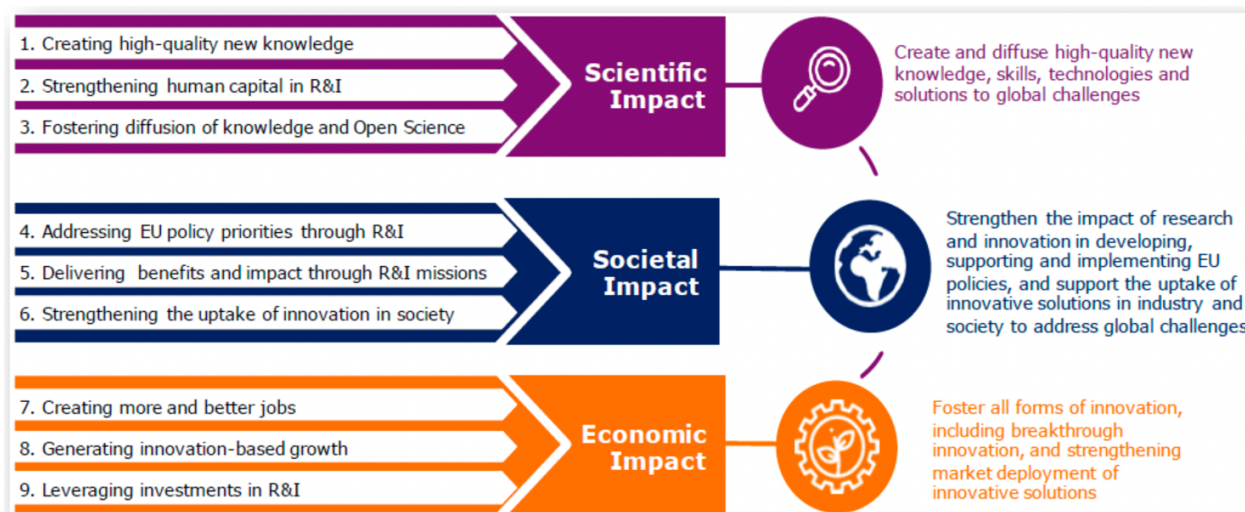 1. Creating high-quality new knowledge
2. Strengthening human capital in R&I
3. Fostering diffusion of knowledge and Open Science
Scientific
Impact
Create and diffuse high-quality new
knowledge, skills, technologies and
solutions to global challenges
4. Addressing EU policy priorities through R&I
5. Delivering benefits and impact through R&I missions
6. Strengthening the uptake of innovation in society
Societal
Impact
Strengthen the impact of research
and innovation in developing,
supporting and implementing EU
policies, and support the uptake of
innovative solutions in industry and
society to address global challenges
7. Creating more and better jobs
8. Generating innovation-based growth
9. Leveraging investments in R&I
Economic
Impact
Foster all forms of innovation,
including breakthrough
innovation, and strengthening
market deployment of
innovative solutions